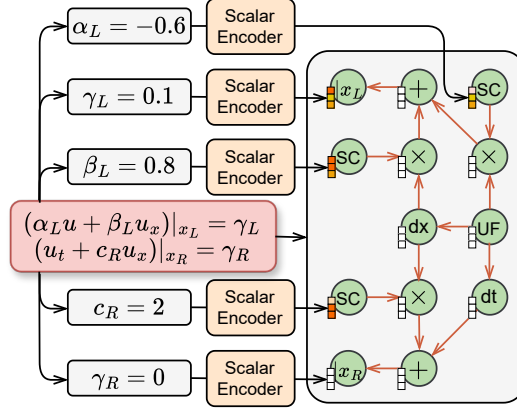 α_L = −0.6
Scalar
Encoder
γ_L = 0.1
Scalar
Encoder
β_L = 0.8
Scalar
Encoder
(α_L u + β_L u_x)|_{x_L} = γ_L
(u_t + c_R u_x)|_{x_R} = γ_R
c_R = 2
Scalar
Encoder
γ_R = 0
Scalar
Encoder
|x_L
+
SC
SC
×
×
dx
UF
SC
×
dt
|x_R
+